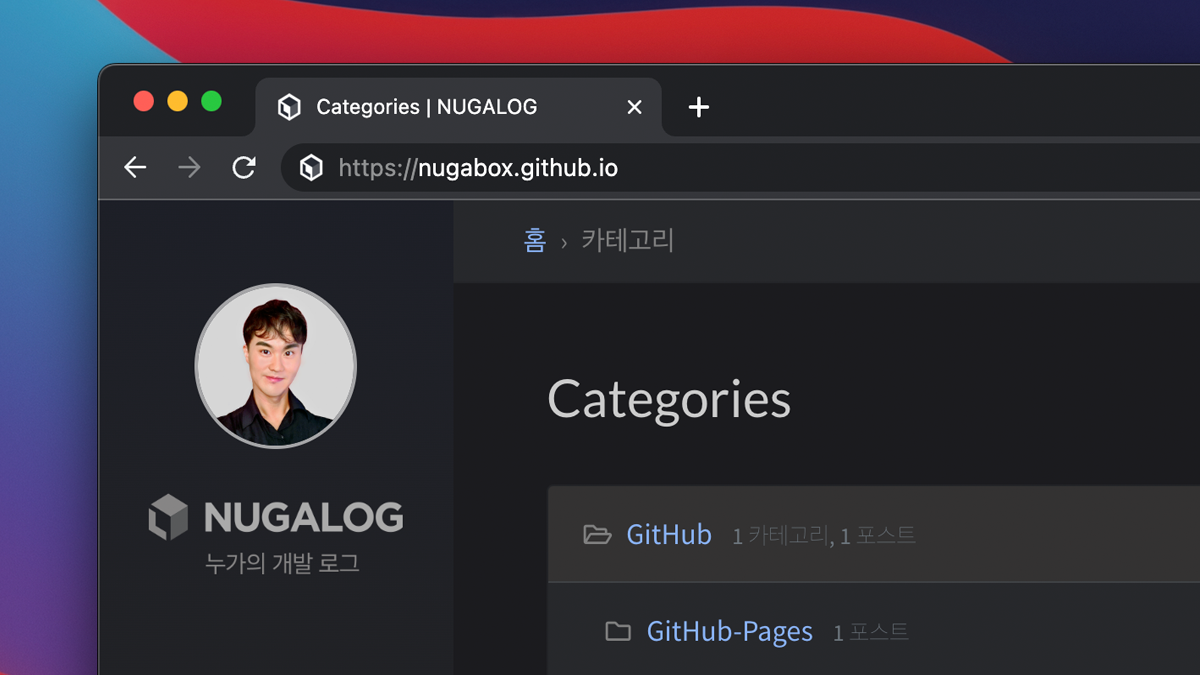 Categories | NUGALOG
https://nugabox.github.io
홈 › 카테고리
NUGALOG
누가의 개발 로그
Categories
GitHub 1 카테고리, 1 포스트
GitHub-Pages 1 포스트